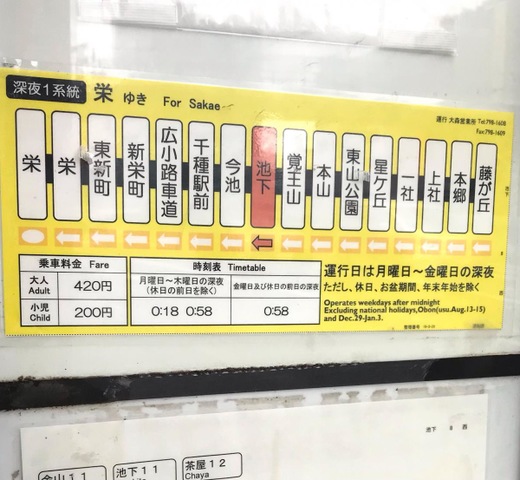 深夜1系統 栄 ゆき For Sakae
運行 大森営業所 Tel:798-1608
Fax:798-1609
栄
栄
東新町
新栄町
広小路車道
千種駅前
今池
池下
覚王山
本山
東山公園
星ケ丘
一社
上社
本郷
藤が丘
乗車料金 Fare
大人 Adult 420円
小児 Child 200円
時刻表 Timetable
月曜日〜木曜日の深夜
(休日の前日を除く)
金曜日及び休日の前日の深夜
0:18 0:58
0:58
運行日は月曜日〜金曜日の深夜
ただし、休日、お盆期間、年末年始を除く
Operates weekdays after midnight
Excluding national holidays,Obon(usu.Aug.13-15)
and Dec.29-Jan.3.
池下 8 西
金山11
池下11
茶屋12
Chaya